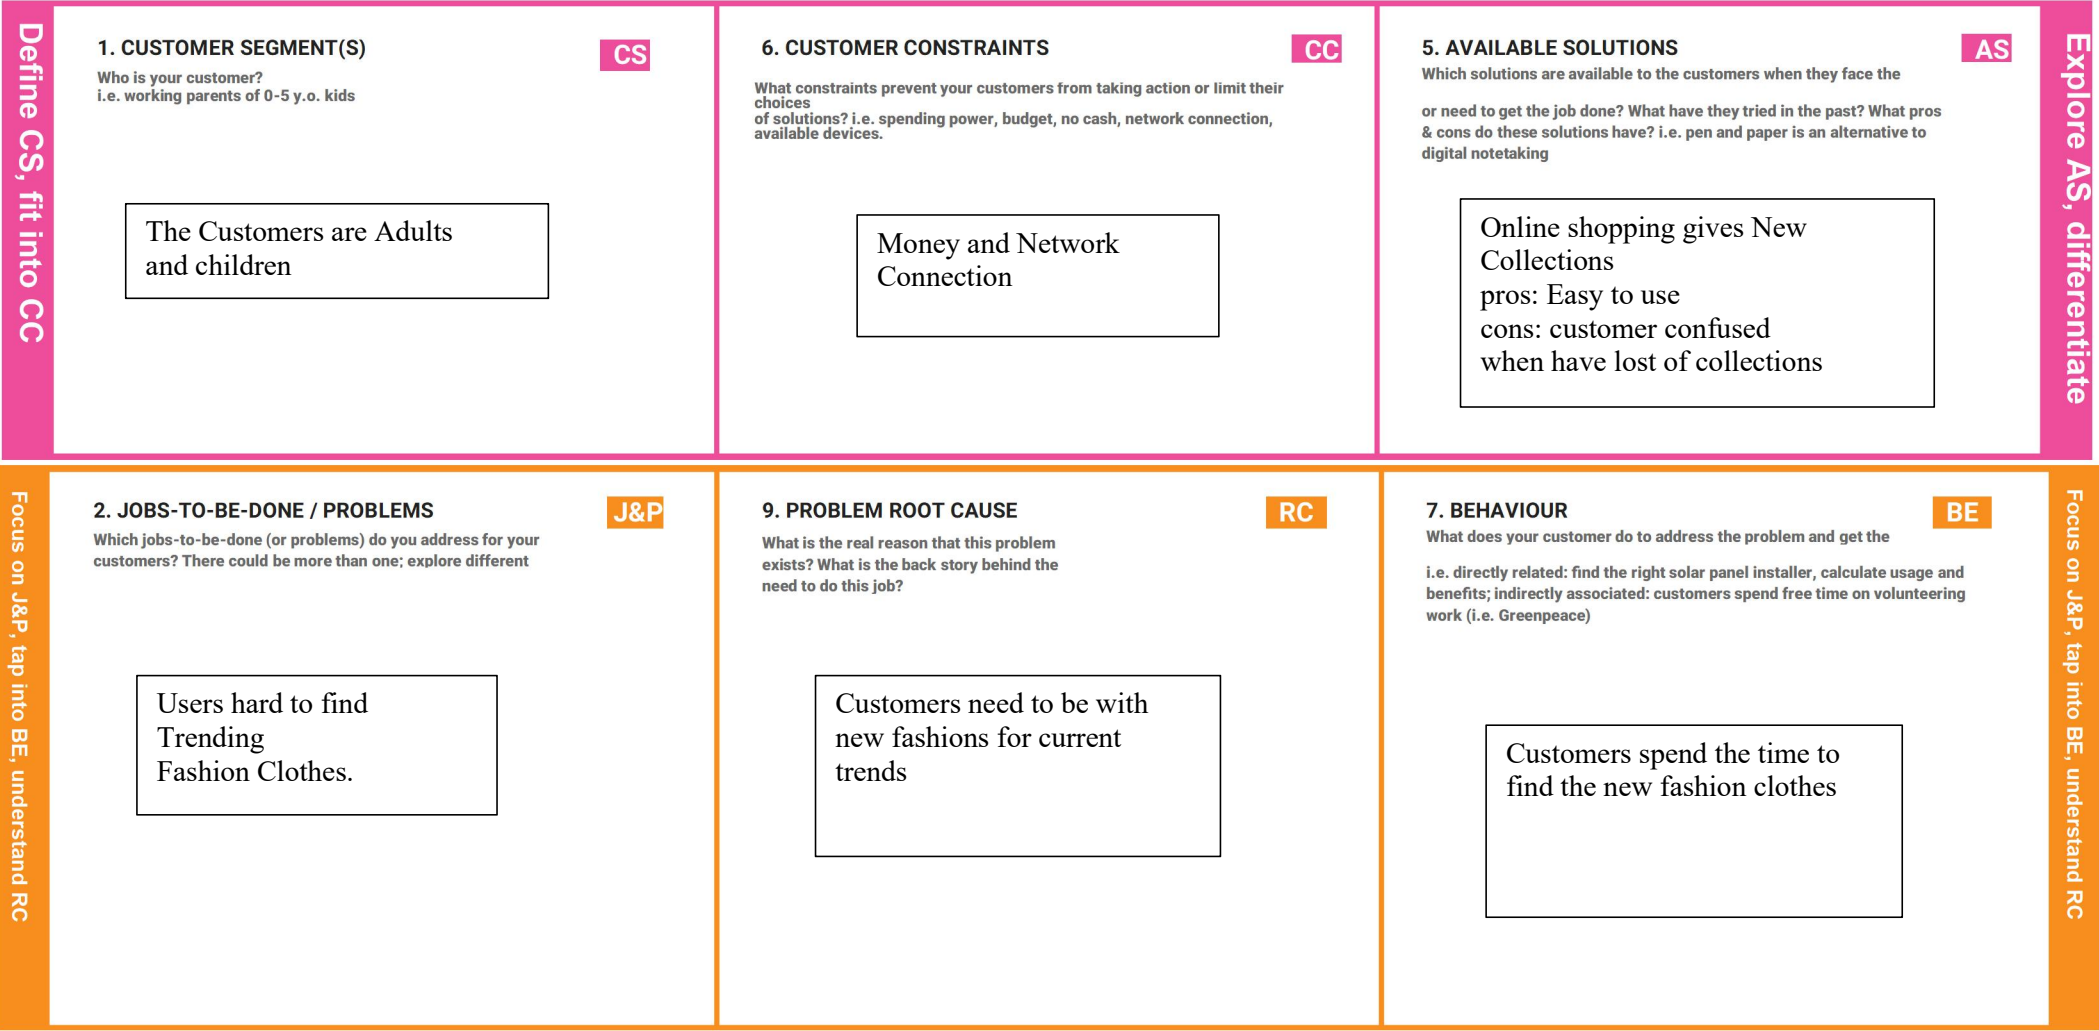 Define CS, fit into CC
1. CUSTOMER SEGMENT(S)
CS
Who is your customer?
i.e. working parents of 0-5 y.o. kids
The Customers are Adults
and children
6. CUSTOMER CONSTRAINTS
CC
What constraints prevent your customers from taking action or limit their
choices
of solutions? i.e. spending power, budget, no cash, network connection,
available devices.
Money and Network
Connection
5. AVAILABLE SOLUTIONS
AS
Which solutions are available to the customers when they face the
or need to get the job done? What have they tried in the past? What pros
& cons do these solutions have? i.e. pen and paper is an alternative to
digital notetaking
Online shopping gives New
Collections
pros: Easy to use
cons: customer confused
when have lost of collections
Explore AS, differentiate
Focus on J&P, tap into BE, understand RC
2. JOBS-TO-BE-DONE / PROBLEMS
J&P
Which jobs-to-be-done (or problems) do you address for your
customers? There could be more than one; explore different
Users hard to find
Trending
Fashion Clothes.
9. PROBLEM ROOT CAUSE
RC
What is the real reason that this problem
exists? What is the back story behind the
need to do this job?
Customers need to be with
new fashions for current
trends
7. BEHAVIOUR
BE
What does your customer do to address the problem and get the
i.e. directly related: find the right solar panel installer, calculate usage and
benefits; indirectly associated: customers spend free time on volunteering
work (i.e. Greenpeace)
Customers spend the time to
find the new fashion clothes
Focus on J&P, tap into BE, understand RC